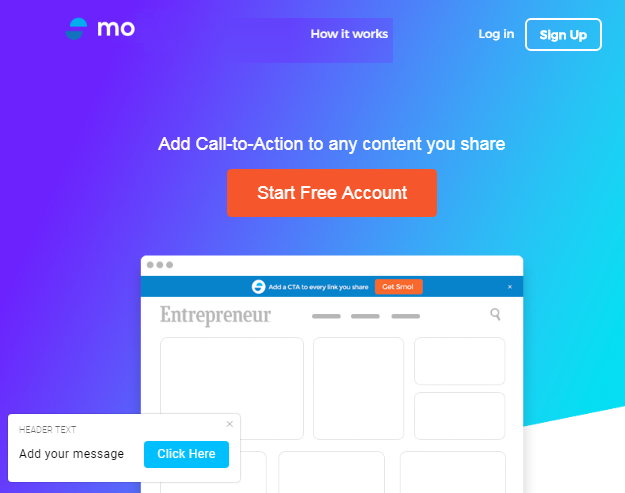 mo
How it works
Log in
Sign Up
Add Call-to-Action to any content you share
Start Free Account
Add a CTA to every link you share
Get Smo!
Entrepreneur
HEADER TEXT
Add your message
Click Here